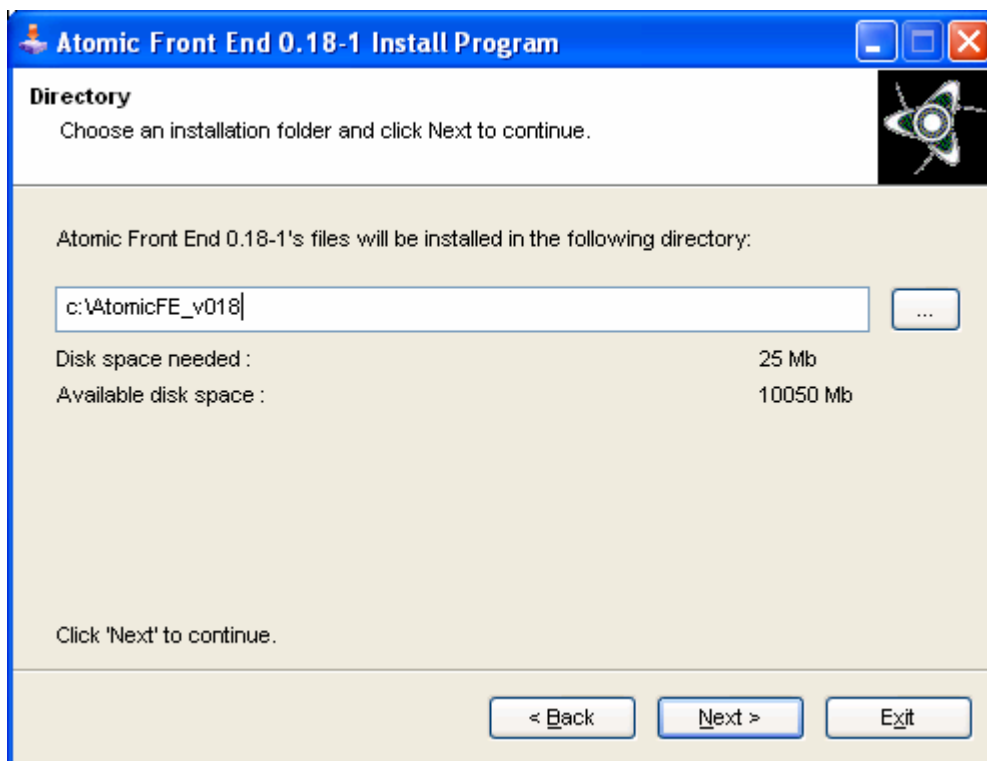 Atomic Front End 0.18-1 Install Program
Directory
Choose an installation folder and click Next to continue.
Atomic Front End 0.18-1's files will be installed in the following directory:
c:\AtomicFE_v018
...
Disk space needed : 25 Mb
Available disk space : 10050 Mb
Click 'Next' to continue.
< Back Next > Exit